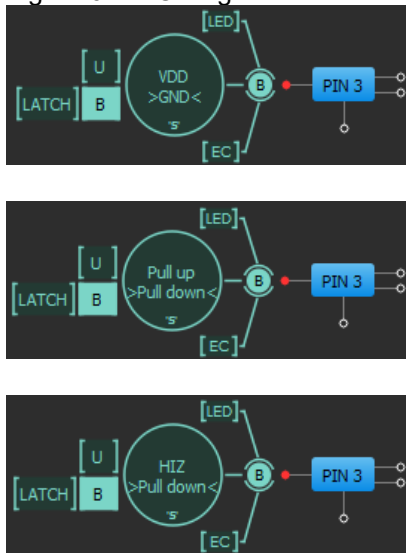 [LED]
[U]
VDD
>GND<
B
PIN 3
[LATCH]
B
"S"
[EC]
[LED]
[U]
Pull up
>Pull down<
B
PIN 3
[LATCH]
B
"S"
[EC]
[LED]
[U]
HIZ
>Pull down<
B
PIN 3
[LATCH]
B
"S"
[EC]